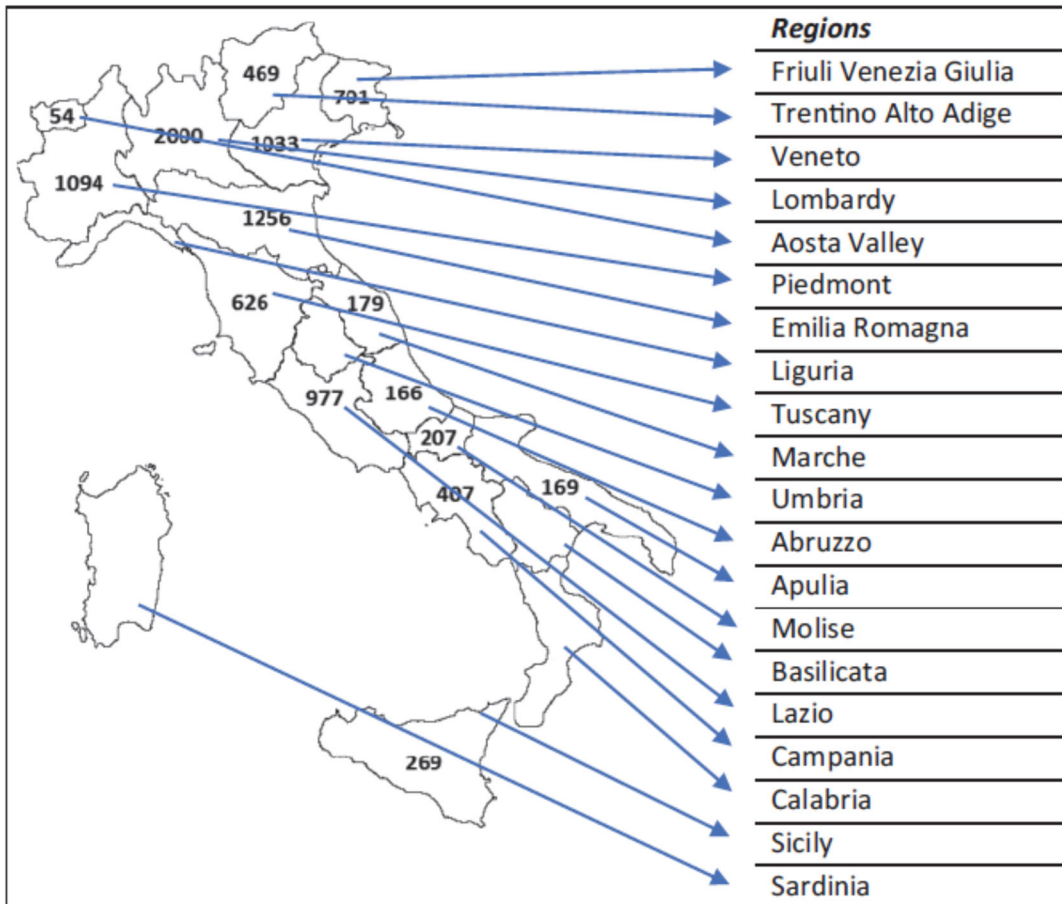 Regions
469
Friuli Venezia Giulia
701
54
Trentino Alto Adige
2000
1033
Veneto
1094
Lombardy
1256
Aosta Valley
Piedmont
626
179
Emilia Romagna
Liguria
977
166
Tuscany
207
Marche
407
169
Umbria
Abruzzo
Apulia
Molise
Basilicata
Lazio
Campania
269
Calabria
Sicily
Sardinia